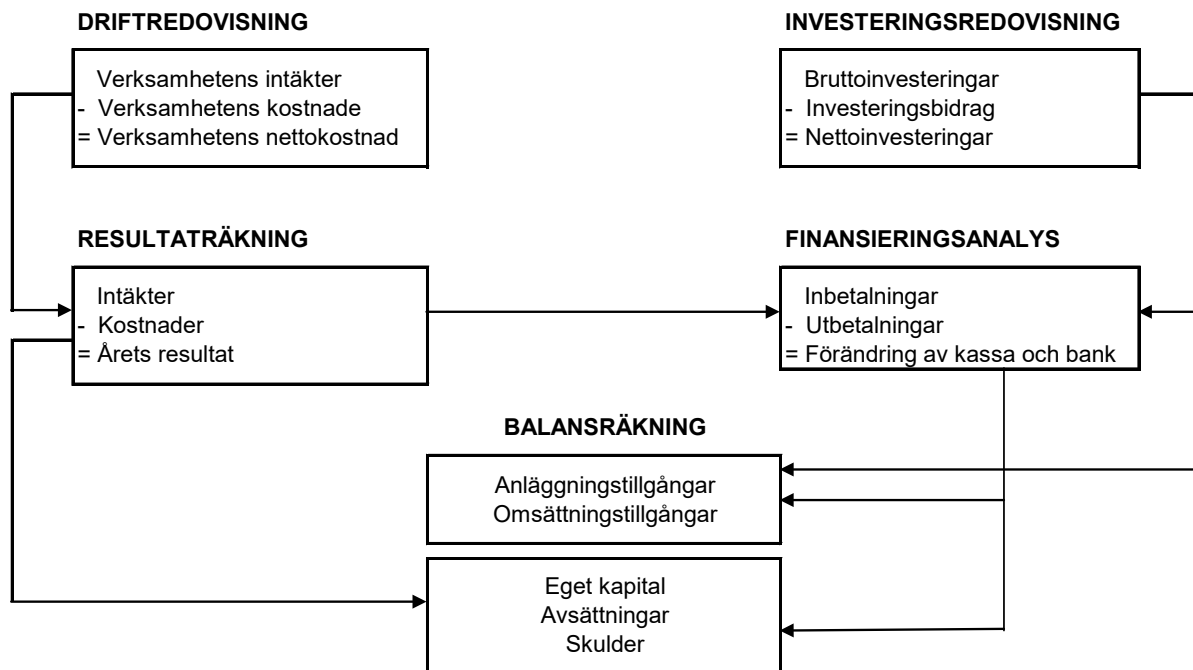 DRIFTREDOVISNING
Verksamhetens intäkter
- Verksamhetens kostnade
= Verksamhetens nettokostnad
INVESTERINGSREDOVISNING
Bruttoinvesteringar
- Investeringsbidrag
= Nettoinvesteringar
RESULTATRÄKNING
Intäkter
- Kostnader
= Årets resultat
FINANSIERINGSANALYS
Inbetalningar
- Utbetalningar
= Förändring av kassa och bank
BALANSRÄKNING
Anläggningstillgångar
Omsättningstillgångar
Eget kapital
Avsättningar
Skulder